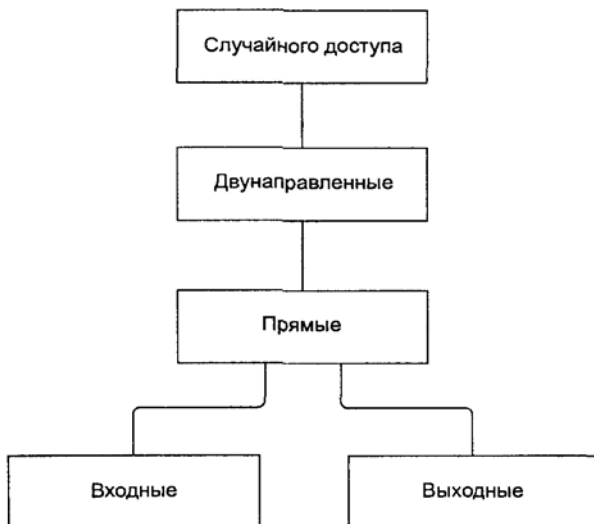 Случайного доступа
Двунаправленные
Прямые
Входные
Выходные